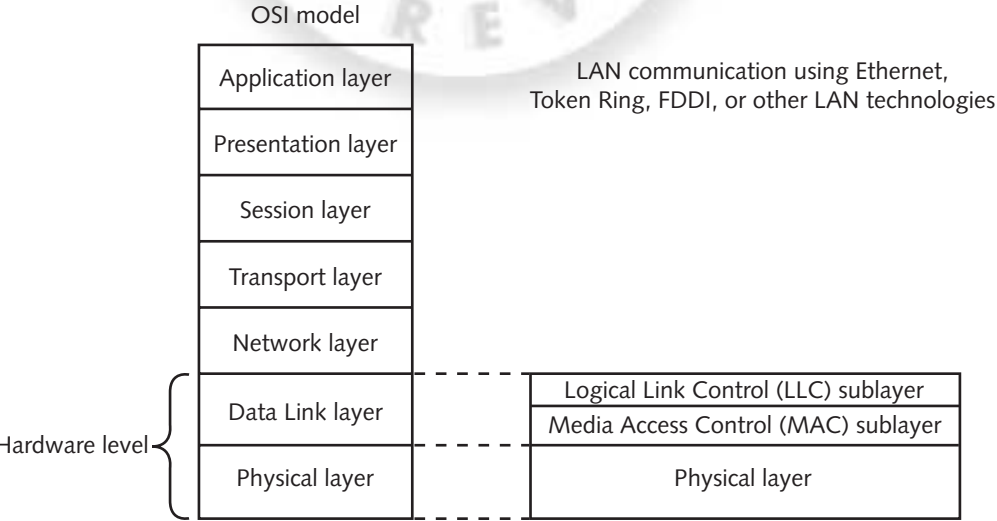 OSI model
REV
LAN communication using Ethernet,
Token Ring, FDDI, or other LAN technologies
Application layer
Presentation layer
Session layer
Transport layer
Network layer
Data Link layer
Physical layer
Hardware level
Logical Link Control (LLC) sublayer
Media Access Control (MAC) sublayer
Physical layer